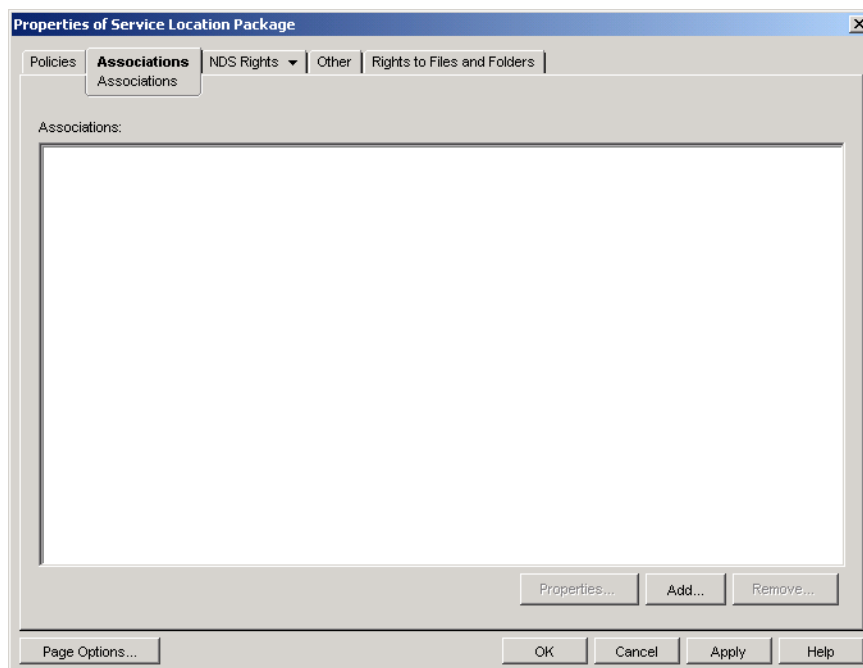 Properties of Service Location Package
Policies Associations NDS Rights Other Rights to Files and Folders
Associations
Associations:
Properties... Add... Remove...
Page Options... OK Cancel Apply Help